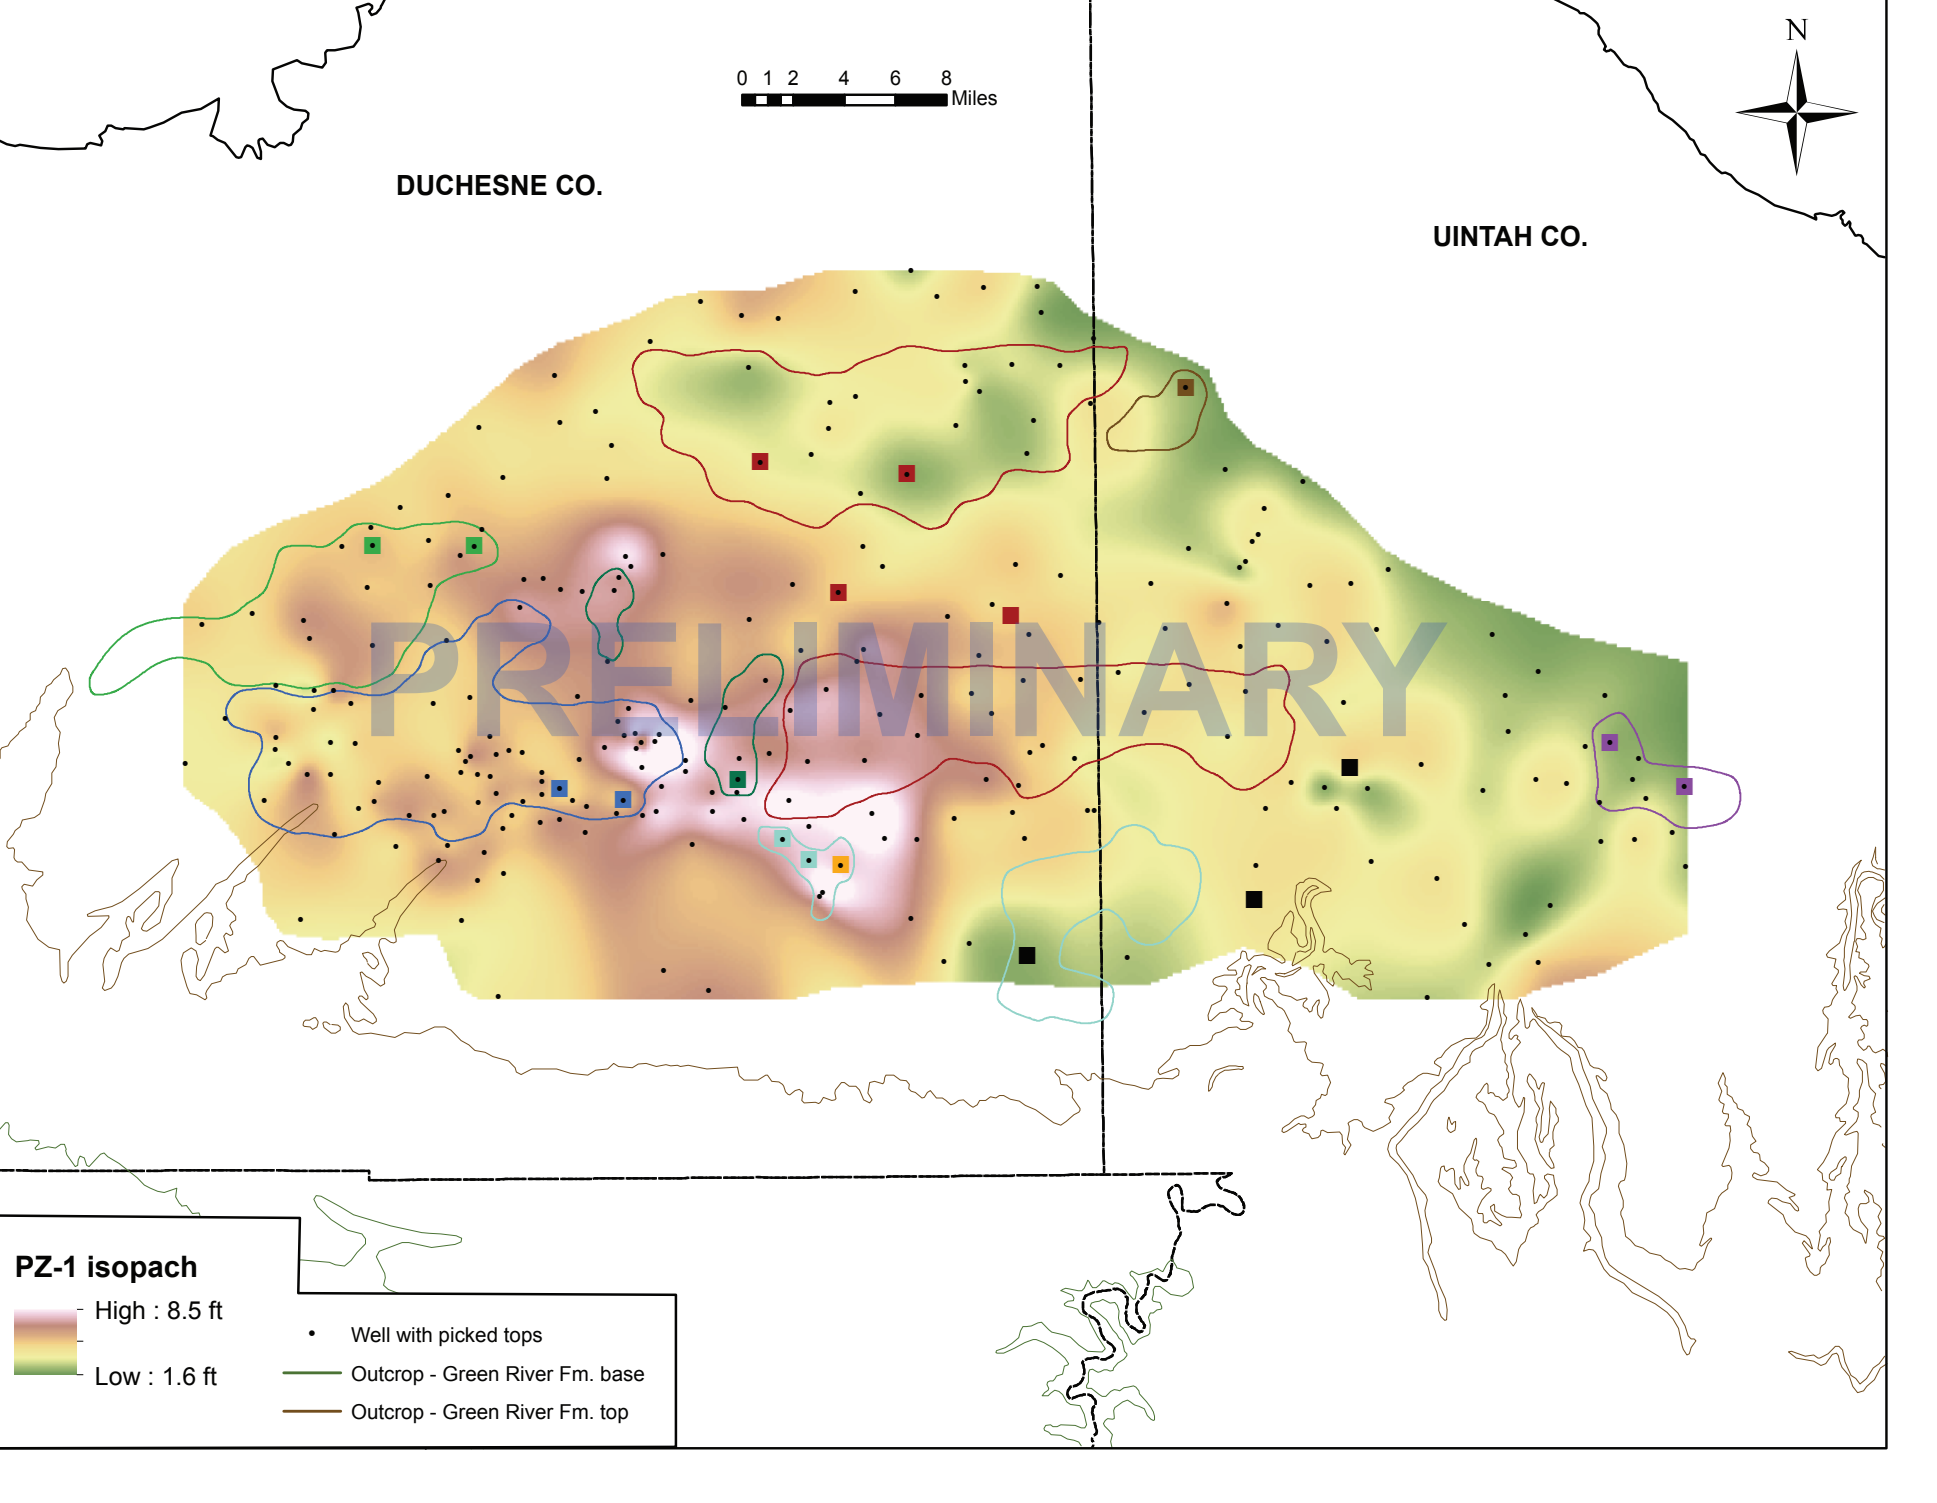 N
0 1 2 4 6 8
Miles
DUCHESNE CO.
UINTAH CO.
PRELIMINARY
PZ-1 isopach
High : 8.5 ft
Low : 1.6 ft
Well with picked tops
Outcrop - Green River Fm. base
Outcrop - Green River Fm. top